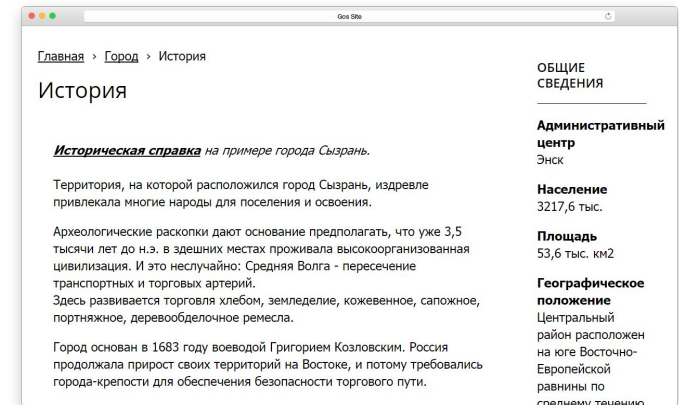 Gos Site
Главная › Город › История
История
Историческая справка на примере города Сызрань.
Территория, на которой расположился город Сызрань, издревле
привлекала многие народы для поселения и освоения.
Археологические раскопки дают основание предполагать, что уже 3,5
тысячи лет до н.э. в здешних местах проживала высокоорганизованная
цивилизация. И это неслучайно: Средняя Волга - пересечение
транспортных и торговых артерий.
Здесь развивается торговля хлебом, земледелие, кожевенное, сапожное,
портняжное, деревообделочное ремесла.
Город основан в 1683 году воеводой Григорием Козловским. Россия
продолжала прирост своих территорий на Востоке, и потому требовались
города-крепости для обеспечения безопасности торгового пути.
ОБЩИЕ
СВЕДЕНИЯ
Административный
центр
Энск
Население
3217,6 тыс.
Площадь
53,6 тыс. км2
Географическое
положение
Центральный
район расположен
на юге Восточно-
Европейской
равнины по
среднему течению